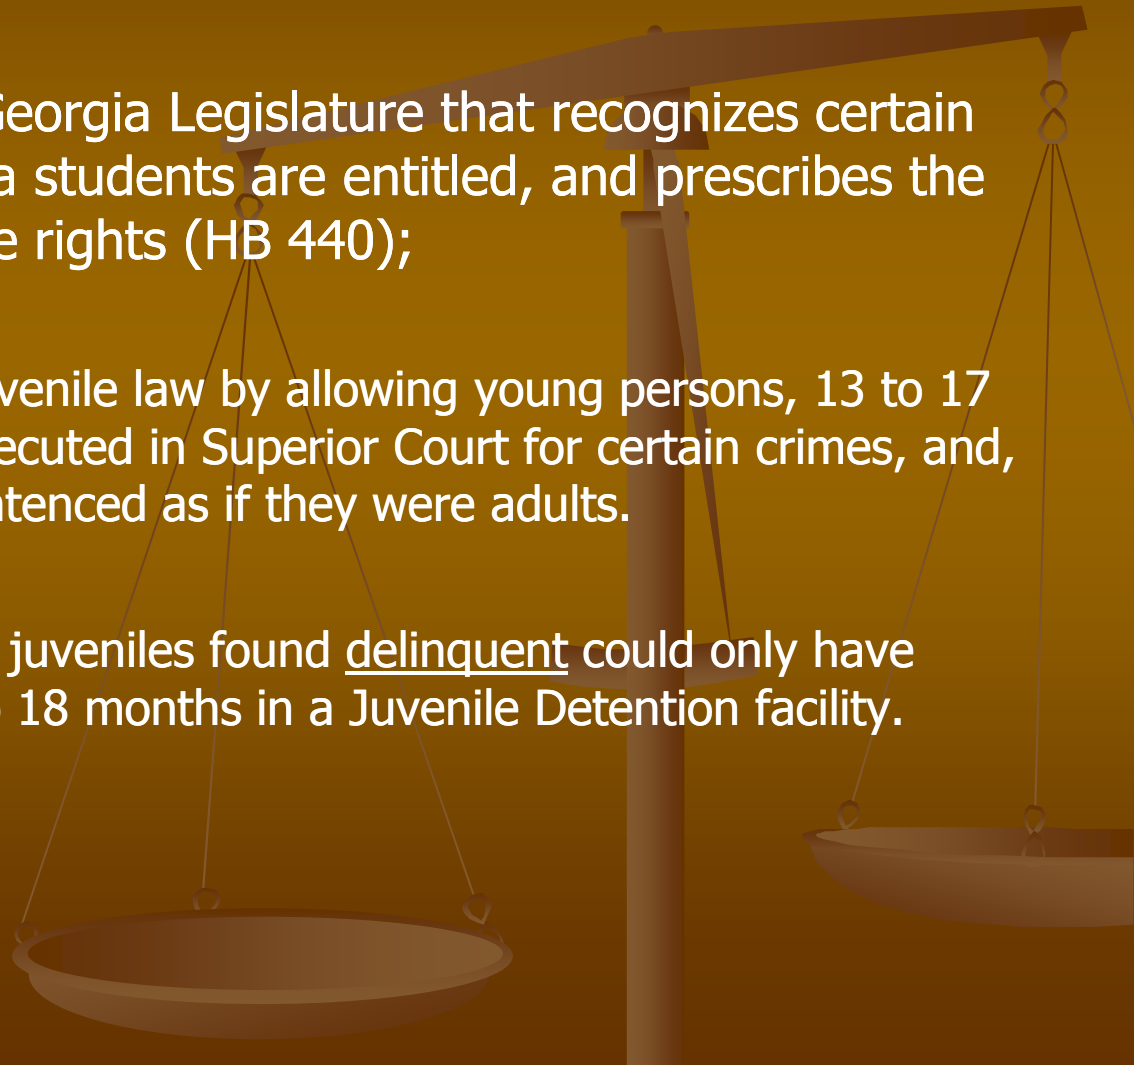 Georgia Legislature that recognizes certain
a students are entitled, and prescribes the
e rights (HB 440);
venile law by allowing young persons, 13 to 17
ecuted in Superior Court for certain crimes, and,
ntenced as if they were adults.
juveniles found delinquent could only have
18 months in a Juvenile Detention facility.